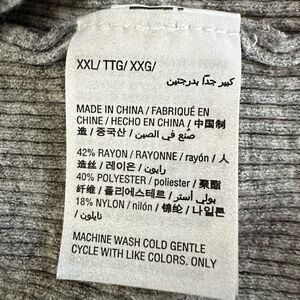 XXL/ TTG/ XXG/
كبير جدًا بدرجتين
MADE IN CHINA / FABRIQUÉ EN
CHINE / HECHO EN CHINA / 中国制
造 / 중국산 / صنع في الصين
42% RAYON / RAYONNE / rayón / 人
造丝 / 레이온 / رايون
40% POLYESTER / poliester / 聚酯
纤维 / 폴리에스테르 / بولي أستر
18% NYLON / nilón / 锦纶 / 나일론
/ نايلون
MACHINE WASH COLD GENTLE
CYCLE WITH LIKE COLORS. ONLY